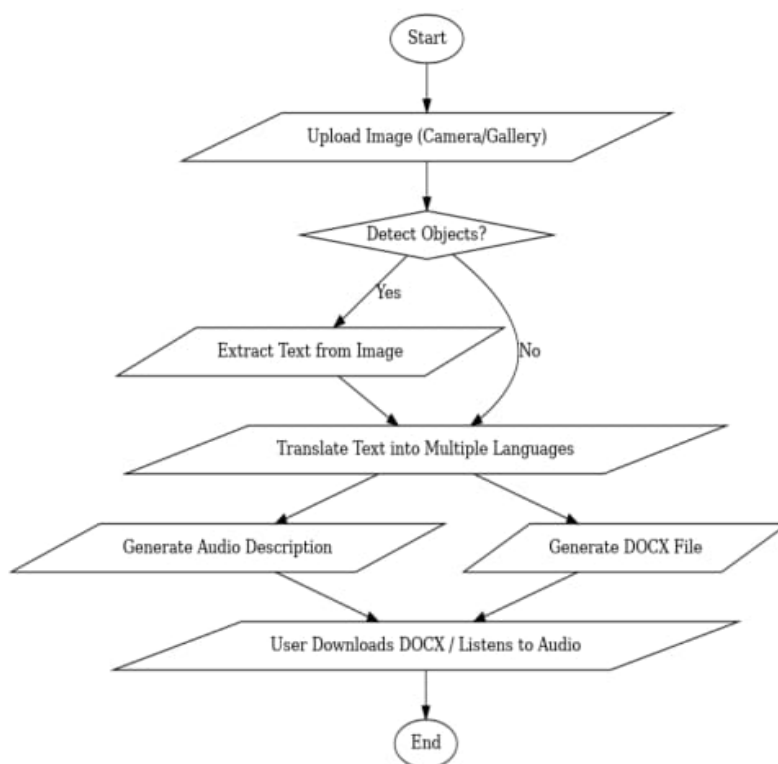 Start
Upload Image (Camera/Gallery)
Detect Objects?
Yes
No
Extract Text from Image
Translate Text into Multiple Languages
Generate Audio Description
Generate DOCX File
User Downloads DOCX / Listens to Audio
End